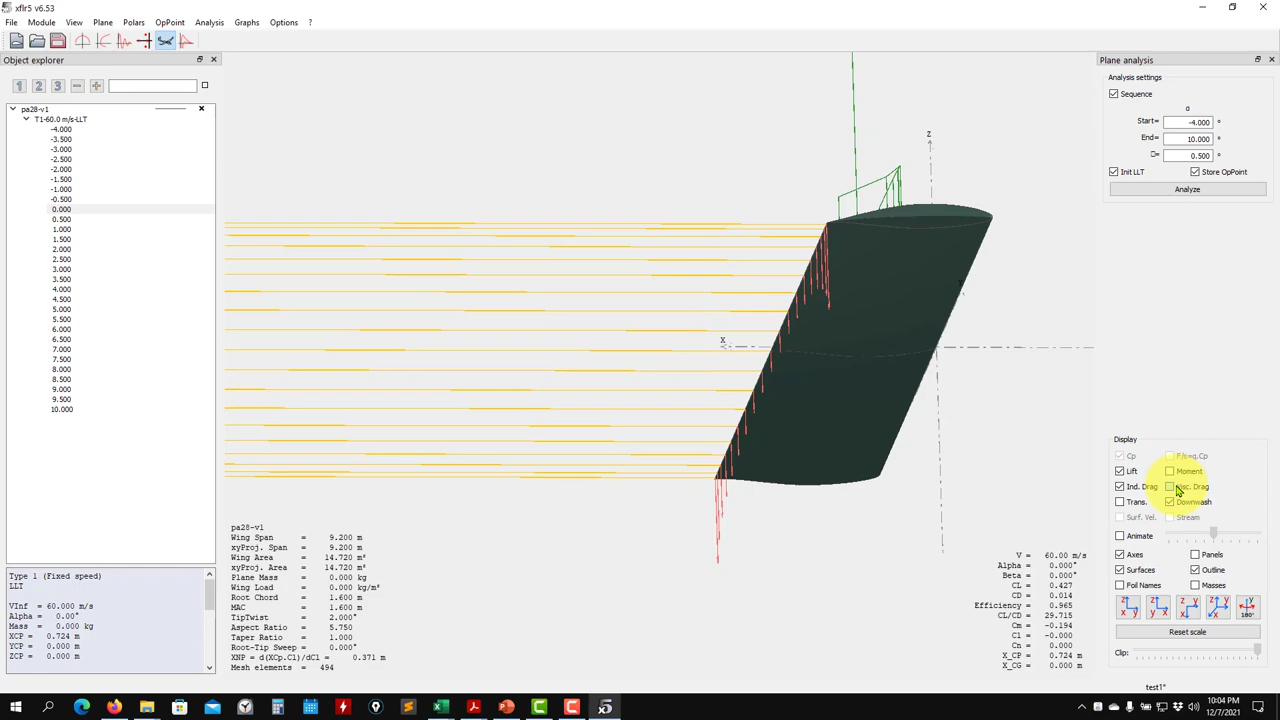 xflr5 v6.53
File Module View Plane Polars OpPoint Analysis Graphs Options ?
Object explorer
Plane analysis
1 2 3
Analysis settings
Sequence
α
Start= -4.000 °
End= 10.000 °
= 0.500 °
Init LLT Store OpPoint
Analyze
pa28-v1
T1-60.0 m/s-LLT
-4.000
-3.500
-3.000
-2.500
-2.000
-1.500
-1.000
-0.500
0.000
0.500
1.000
1.500
2.000
2.500
3.000
3.500
4.000
4.500
5.000
5.500
6.000
6.500
7.000
7.500
8.000
8.500
9.000
9.500
10.000
Z
X
Display
Cp F/s=q.Cp
Lift Moment
Ind. Drag Visc. Drag
Trans. Downwash
Surf. Vel. Stream
Animate
Axes Panels
Surfaces Outline
Foil Names Masses
z x y z y x z x y z x y y 180°
Reset scale
Clip:
pa28-v1
Wing Span = 9.200 m
xyProj. Span = 9.200 m
Wing Area = 14.720 m²
xyProj. Area = 14.720 m²
Plane Mass = 0.000 kg
Wing Load = 0.000 kg/m²
Root Chord = 1.600 m
MAC = 1.600 m
TipTwist = 2.000°
Aspect Ratio = 5.750
Taper Ratio = 1.000
Root-Tip Sweep = 0.000°
XNP = d(XCp.Cl)/dCl = 0.371 m
Mesh elements = 494
V = 60.00 m/s
Alpha = 0.000°
Beta = 0.000°
CL = 0.427
CD = 0.014
Efficiency = 0.965
CL/CD = 29.715
Cm = -0.194
Cl = -0.000
Cn = 0.000
X_CP = 0.724 m
X_CG = 0.000 m
Type 1 (Fixed speed)
LLT
VInf = 60.000 m/s
Alpha = 0.00°
Mass = 0.000 kg
XCP = 0.724 m
YCP = 0.000 m
ZCP = 0.000 m
test1*
10:04 PM
12/7/2021